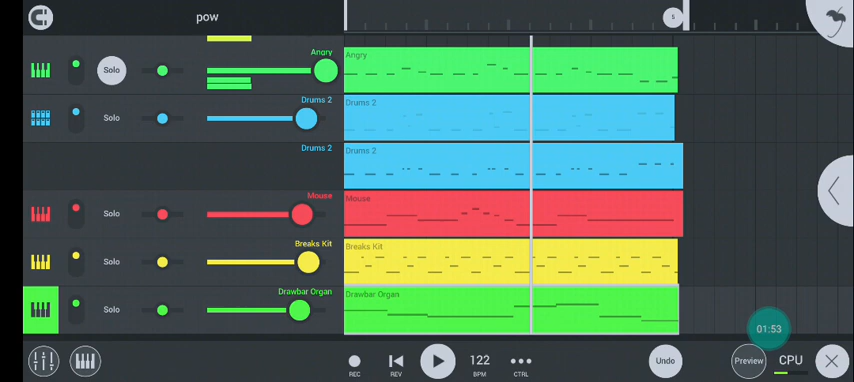 pow
5
Angry
Solo
Angry
Drums 2
Solo
Drums 2
Drums 2
Drums 2
Mouse
Solo
Mouse
Breaks Kit
Solo
Breaks Kit
Drawbar Organ
Solo
Drawbar Organ
01:53
REC
REV
122
BPM
CTRL
Undo
Preview
CPU